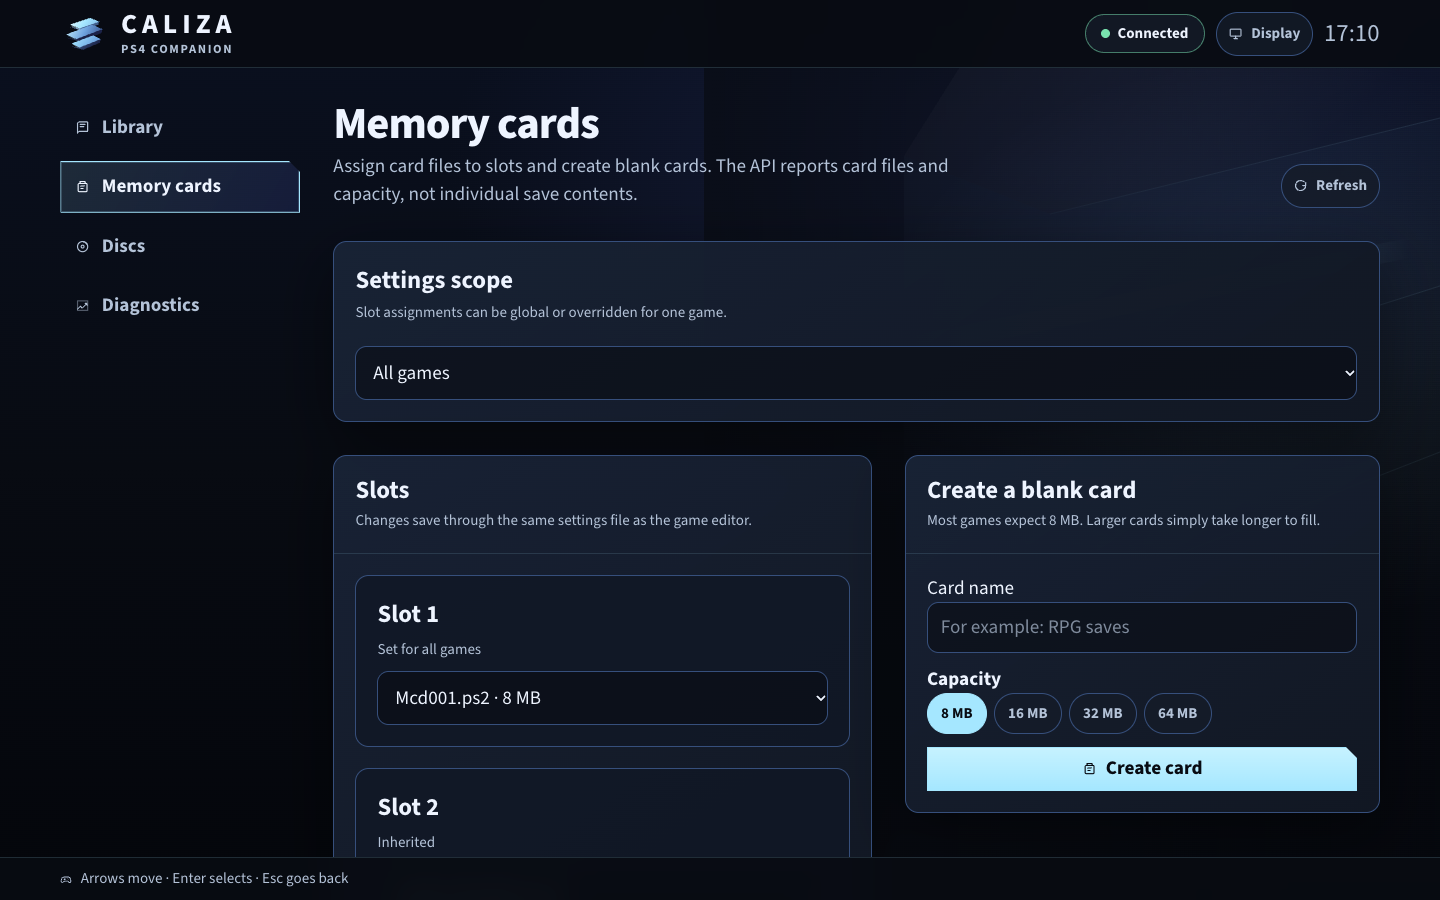 CALIZA
PS4 COMPANION
Connected
Display
17:10
Library
Memory cards
Discs
Diagnostics
Memory cards
Assign card files to slots and create blank cards. The API reports card files and
capacity, not individual save contents.
Refresh
Settings scope
Slot assignments can be global or overridden for one game.
All games
Slots
Changes save through the same settings file as the game editor.
Slot 1
Set for all games
Mcd001.ps2 · 8 MB
Slot 2
Inherited
Create a blank card
Most games expect 8 MB. Larger cards simply take longer to fill.
Card name
For example: RPG saves
Capacity
8 MB 16 MB 32 MB 64 MB
Create card
Arrows move · Enter selects · Esc goes back